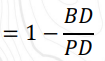 = 1 − BD/PD